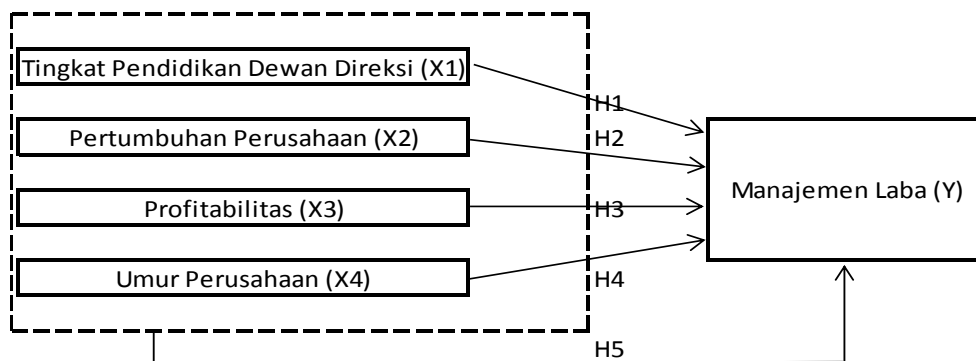 Tingkat Pendidikan Dewan Direksi (X1)
H1
Pertumbuhan Perusahaan (X2)
H2
Manajemen Laba (Y)
Profitabilitas (X3)
H3
Umur Perusahaan (X4)
H4
H5